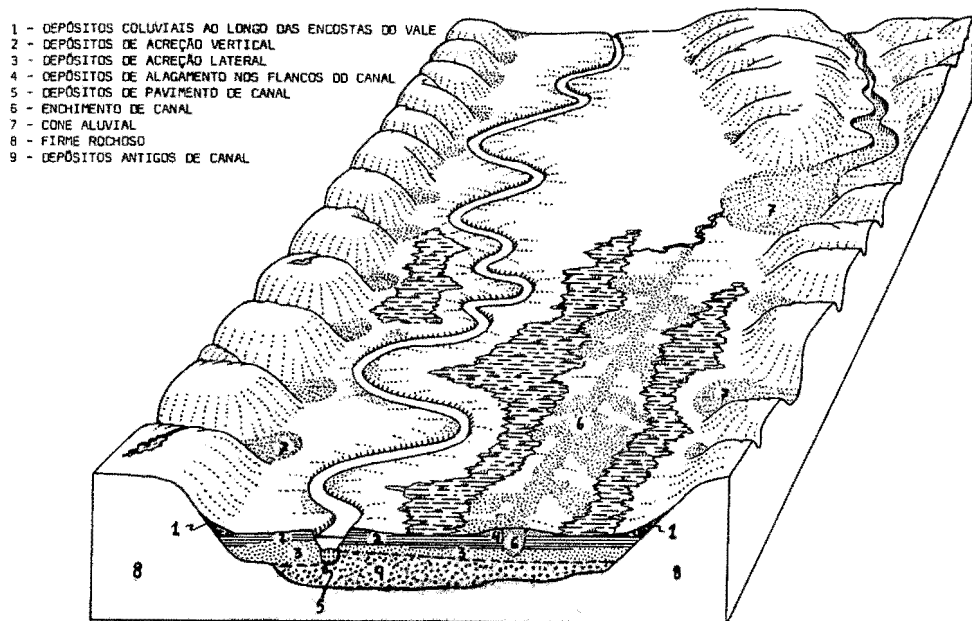 1 - DEPÓSITOS COLUVIAIS AO LONGO DAS ENCOSTAS DO VALE
2 - DEPÓSITOS DE ACREÇÃO VERTICAL
3 - DEPÓSITOS DE ACREÇÃO LATERAL
4 - DEPÓSITOS DE ALAGAMENTO NOS FLANCOS DO CANAL
5 - DEPÓSITOS DE PAVIMENTO DE CANAL
6 - ENCHIMENTO DE CANAL
7 - CONE ALUVIAL
8 - FIRME ROCHOSO
9 - DEPÓSITOS ANTIGOS DE CANAL
7
7
6
7
1
1
2
2
4
6
3
3
8
9
8
5